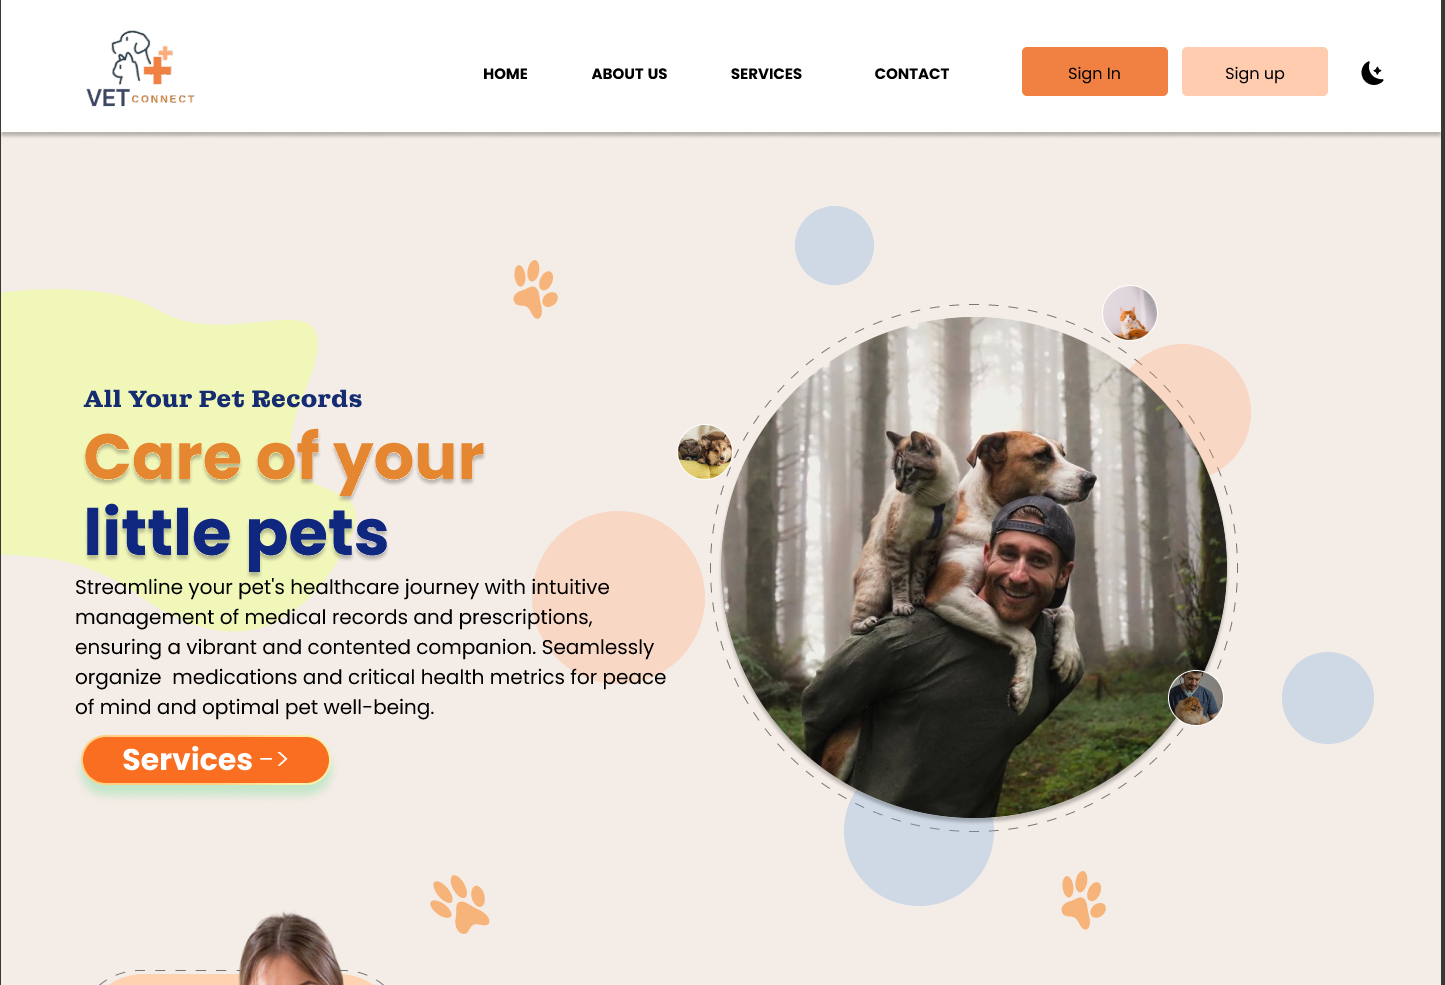 VET CONNECT
HOME
ABOUT US
SERVICES
CONTACT
Sign In
Sign up
All Your Pet Records
Care of your
little pets
Streamline your pet's healthcare journey with intuitive
management of medical records and prescriptions,
ensuring a vibrant and contented companion. Seamlessly
organize  medications and critical health metrics for peace
of mind and optimal pet well-being.
Services ->